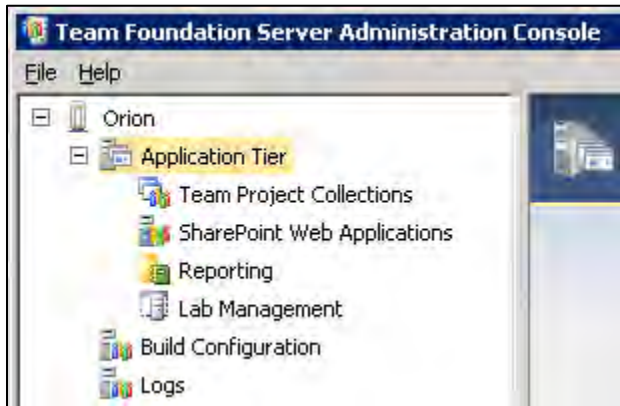 Team Foundation Server Administration Console
File Help
Orion
Application Tier
Team Project Collections
SharePoint Web Applications
Reporting
Lab Management
Build Configuration
Logs